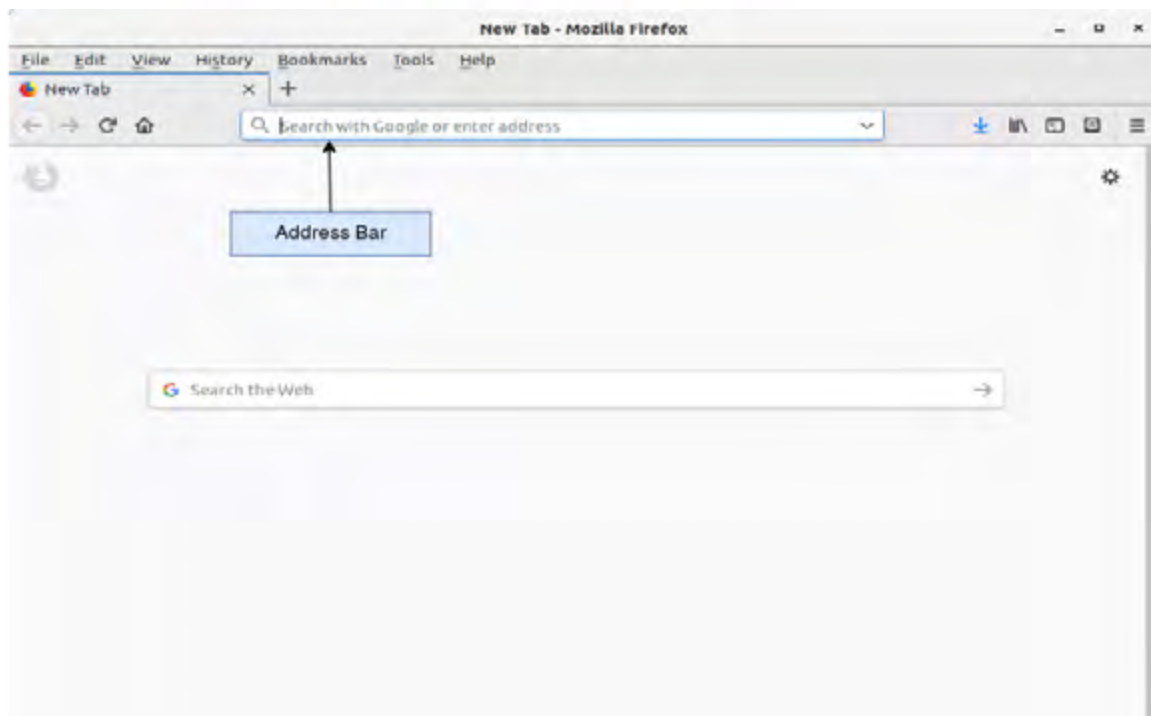 New Tab - Mozilla Firefox
File Edit View History Bookmarks Tools Help
New Tab
Search with Google or enter address
Address Bar
G Search the Web